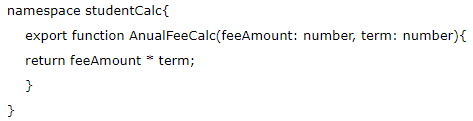 namespace studentCalc{
export function AnualFeeCalc(feeAmount: number, term: number){
return feeAmount * term;
}
}